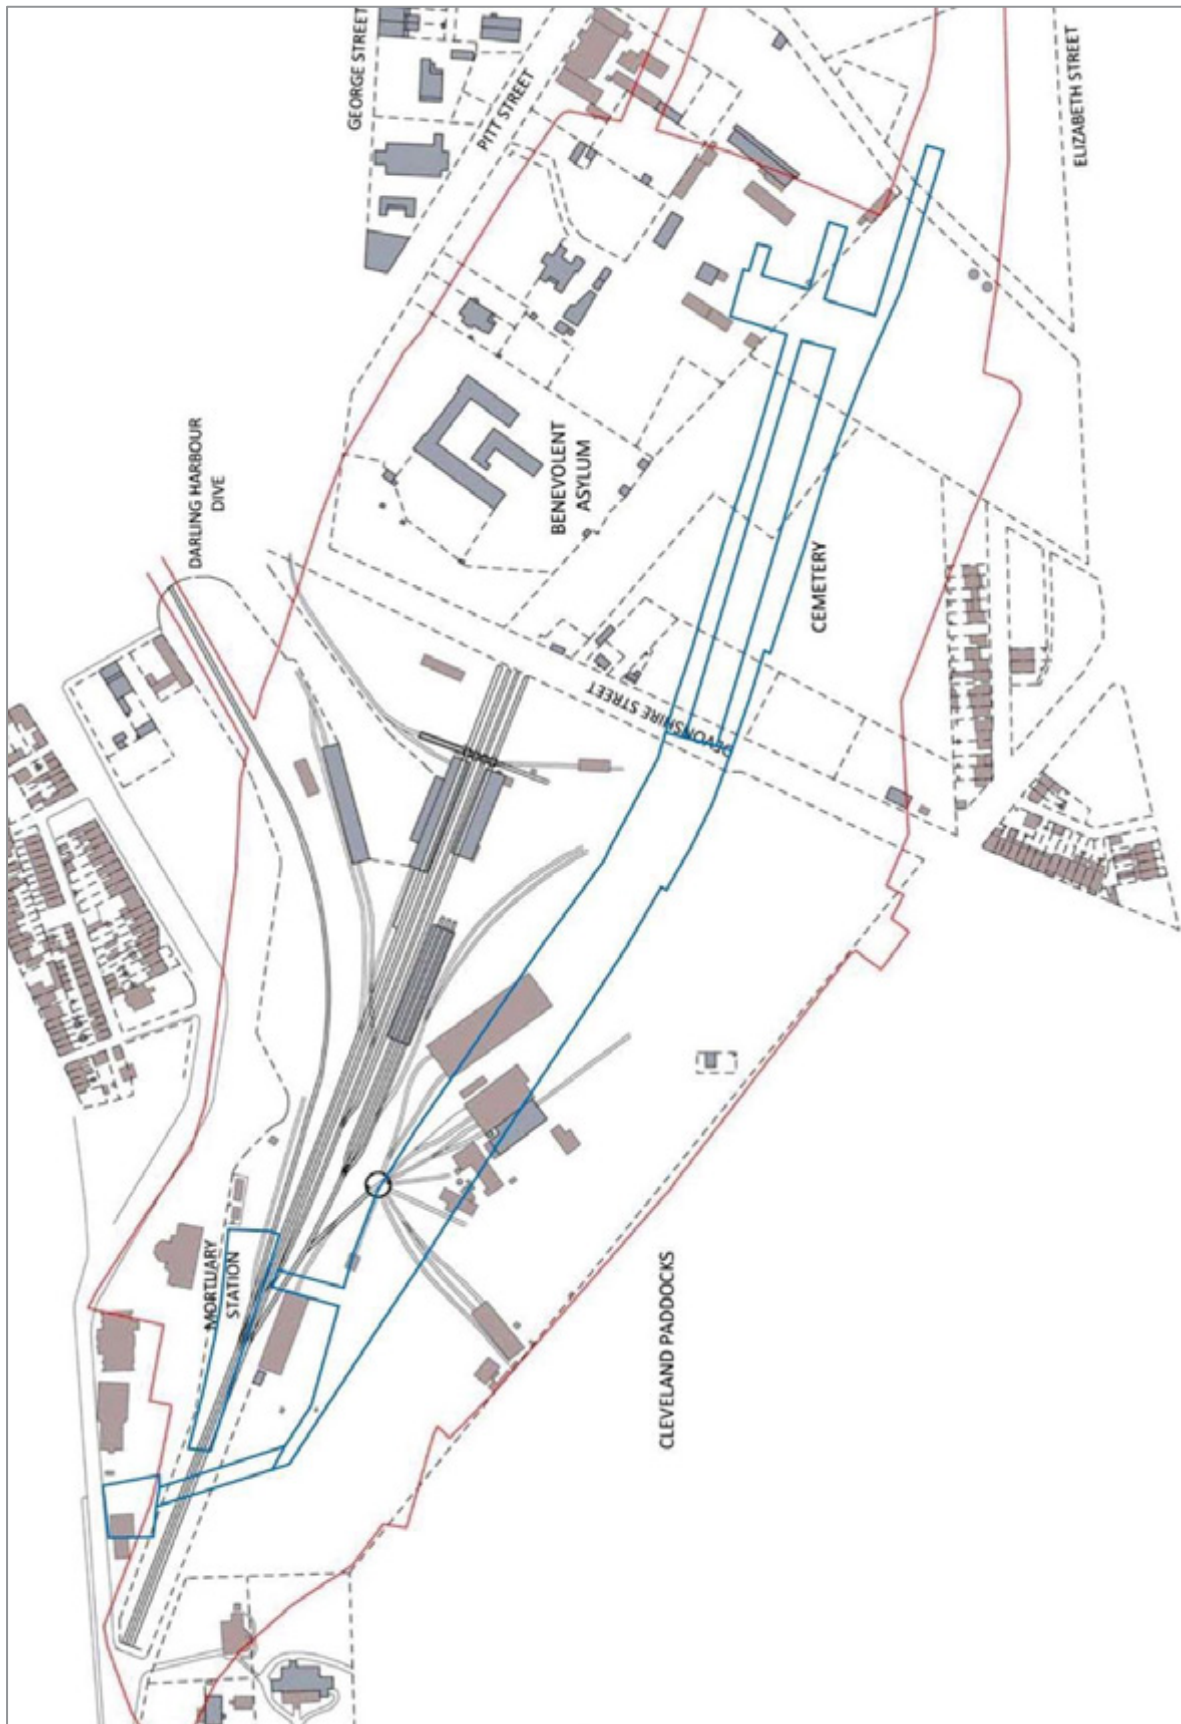 GEORGE STREET
PITT STREET
ELIZABETH STREET
DARLING HARBOUR
DIVE
BENEVOLENT
ASYLUM
CEMETERY
DEVONSHIRE STREET
MORTUARY
STATION
CLEVELAND PADDOCKS